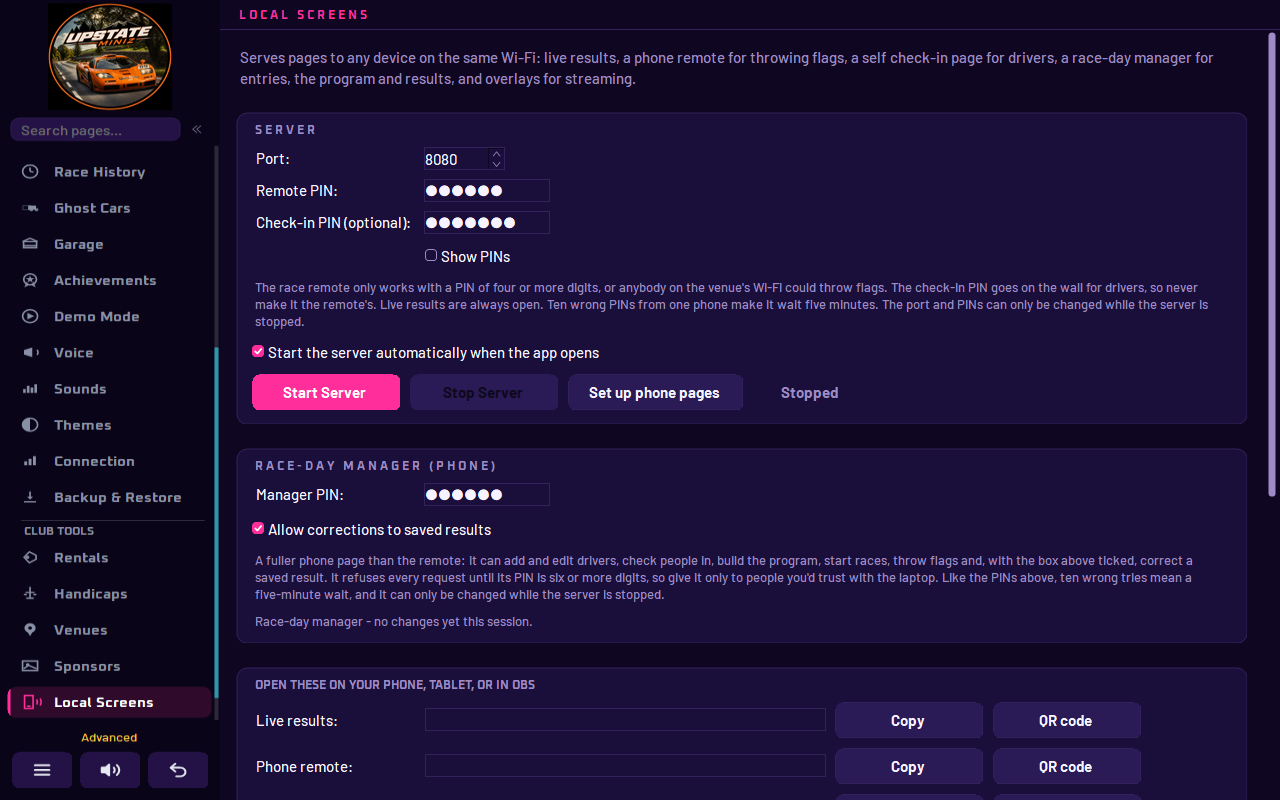 UPSTATE
MINIZ
Search pages...
Race History
Ghost Cars
Garage
Achievements
Demo Mode
Voice
Sounds
Themes
Connection
Backup & Restore
CLUB TOOLS
Rentals
Handicaps
Venues
Sponsors
Local Screens
Advanced
LOCAL SCREENS
Serves pages to any device on the same Wi-Fi: live results, a phone remote for throwing flags, a self check-in page for drivers, a race-day manager for
entries, the program and results, and overlays for streaming.
SERVER
Port:
8080
Remote PIN:
Check-in PIN (optional):
Show PINs
The race remote only works with a PIN of four or more digits, or anybody on the venue's Wi-Fi could throw flags. The check-in PIN goes on the wall for drivers, so never
make it the remote's. Live results are always open. Ten wrong PINs from one phone make it wait five minutes. The port and PINs can only be changed while the server is
stopped.
Start the server automatically when the app opens
Start Server
Stop Server
Set up phone pages
Stopped
RACE-DAY MANAGER (PHONE)
Manager PIN:
Allow corrections to saved results
A fuller phone page than the remote: it can add and edit drivers, check people in, build the program, start races, throw flags and, with the box above ticked, correct a
saved result. It refuses every request until its PIN is six or more digits, so give it only to people you'd trust with the laptop. Like the PINs above, ten wrong tries mean a
five-minute wait, and it can only be changed while the server is stopped.
Race-day manager - no changes yet this session.
OPEN THESE ON YOUR PHONE, TABLET, OR IN OBS
Live results:
Copy
QR code
Phone remote:
Copy
QR code